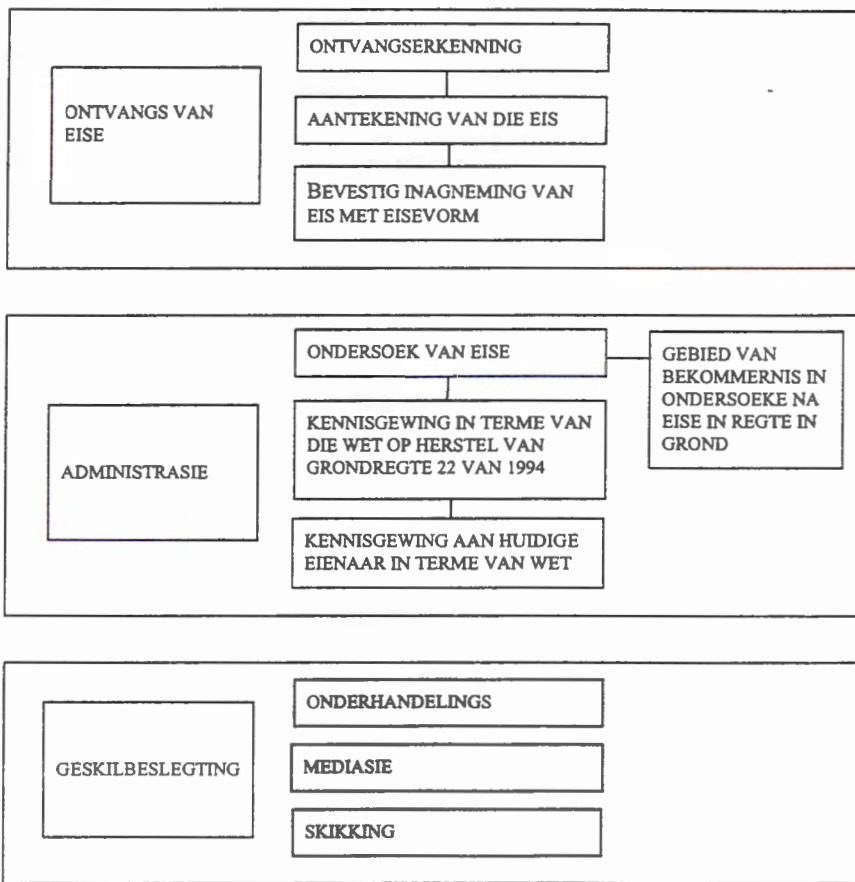 ONTVANGS VAN
EISE
ONTVANGSERKENNING
AANTEKENING VAN DIE EIS
BEVESTIG INAGNEMING VAN
EIS MET EISEVORM
ADMINISTRASIE
ONDERSOEK VAN EISE
GEBIED VAN
BEKOMMERNIS IN
ONDERSOEKE NA
EISE IN REGTE IN
GROND
KENNISGEWING IN TERME VAN
DIE WET OP HERSTEL VAN
GRONDREGTE 22 VAN 1994
KENNISGEWING AAN HUIDIGE
EIENAAR IN TERME VAN WET
GESKILBESLEGTING
ONDERHANDELINGS
MEDIASIE
SKIKKING